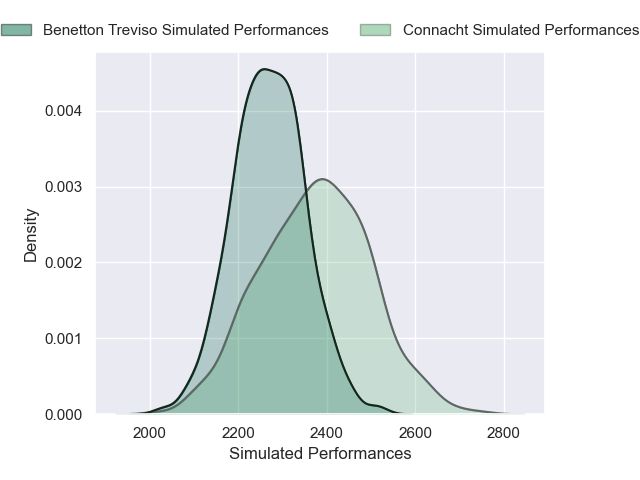 Benetton Treviso Simulated Performances Connacht Simulated Performances
0.004
0.003
0.002
0.001
0.000
Density
2000 2200 2400 2600 2800
Simulated Performances